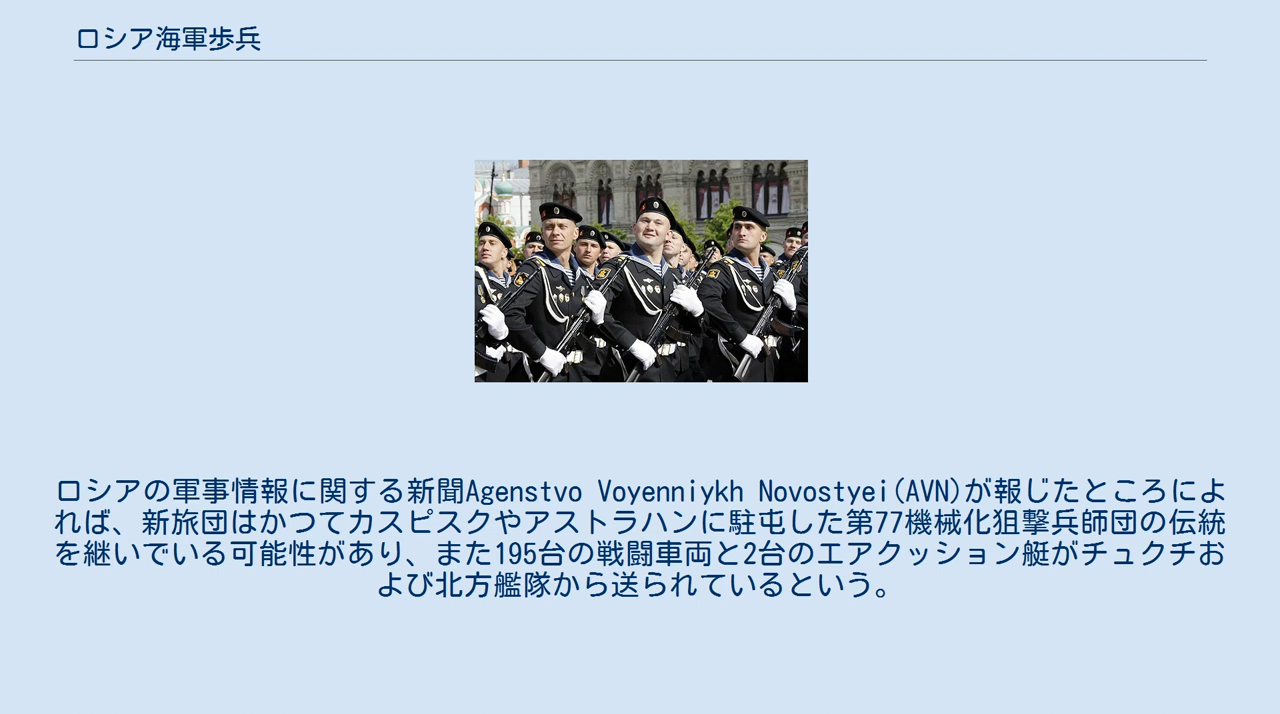 ロシア海軍歩兵
ロシアの軍事情報に関する新聞Agenstvo Voyenniykh Novostyei(AVN)が報じたところによ
れば、新旅団はかつてカスピスクやアストラハンに駐屯した第77機械化狙撃兵師団の伝統
を継いでいる可能性があり、また195台の戦闘車両と2台のエアクッション艇がチュクチお
よび北方艦隊から送られているという。